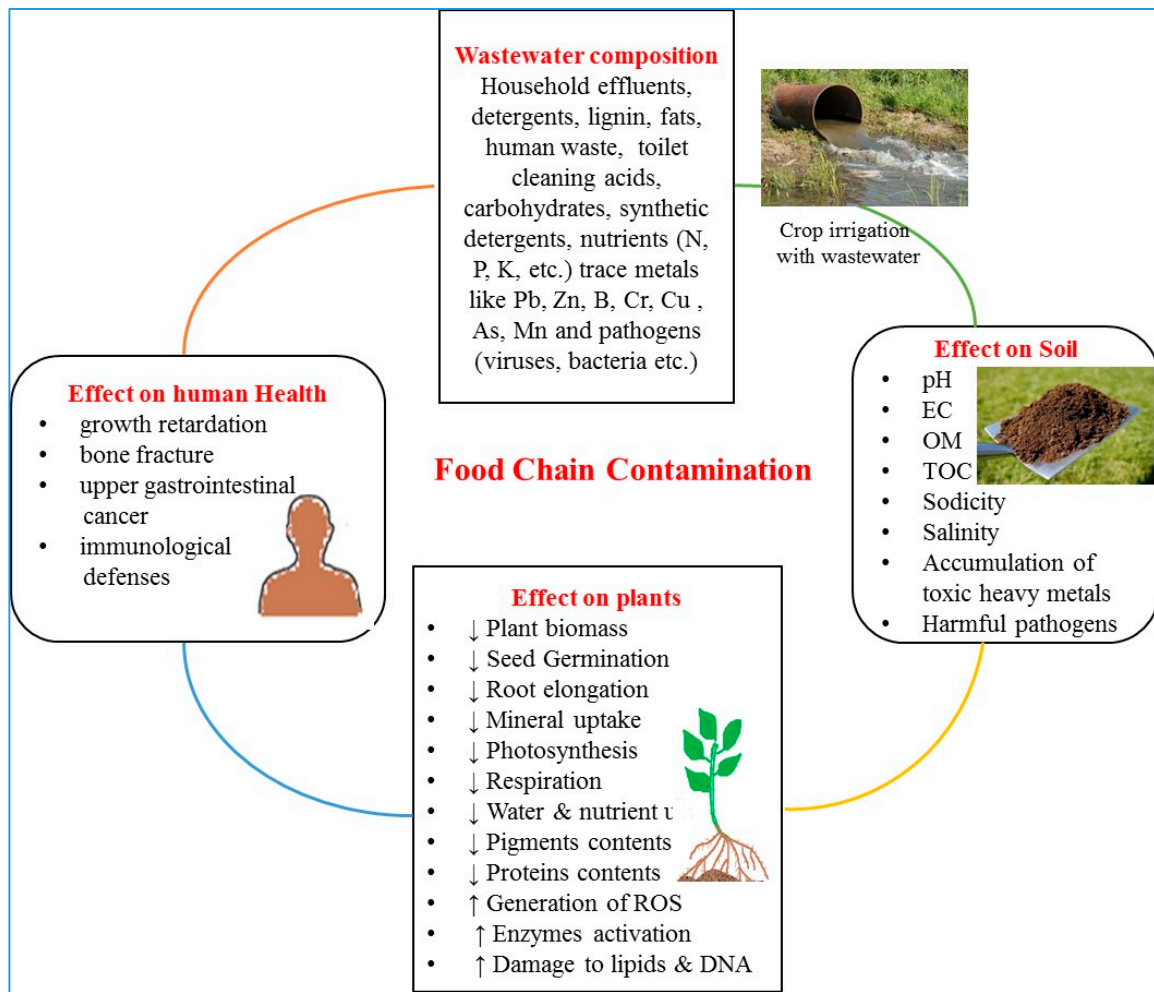 Wastewater composition
Household effluents,
detergents, lignin, fats,
human waste, toilet
cleaning acids,
carbohydrates, synthetic
detergents, nutrients (N,
P, K, etc.) trace metals
like Pb, Zn, B, Cr, Cu ,
As, Mn and pathogens
(viruses, bacteria etc.)
Crop irrigation
with wastewater
Effect on Soil
• pH
• EC
• OM
• TOC
• Sodicity
• Salinity
• Accumulation of
toxic heavy metals
• Harmful pathogens
Food Chain Contamination
Effect on human Health
• growth retardation
• bone fracture
• upper gastrointestinal
cancer
• immunological
defenses
Effect on plants
• ↓ Plant biomass
• ↓ Seed Germination
• ↓ Root elongation
• ↓ Mineral uptake
• ↓ Photosynthesis
• ↓ Respiration
• ↓ Water & nutrient u
• ↓ Pigments contents
• ↓ Proteins contents
• ↑ Generation of ROS
• ↑ Enzymes activation
• ↑ Damage to lipids & DNA